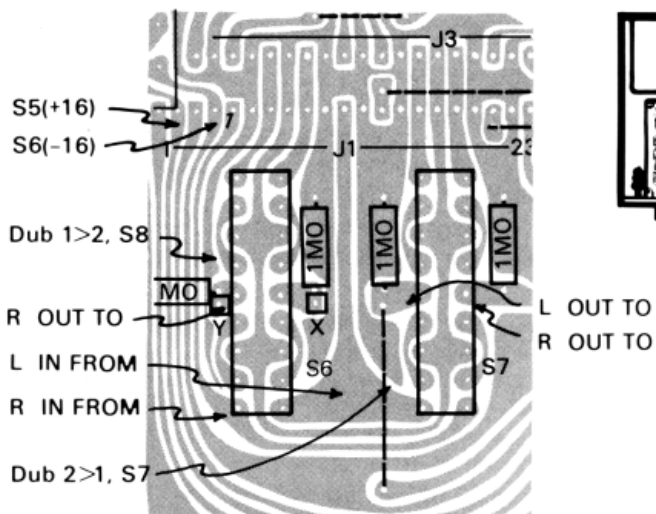 J3
S5(+16)
S6(−16)
1
J1
23
Dub 1>2, S8
1MO
1MO
1MO
MO
L OUT TO
R OUT TO
Y
X
R OUT TO
L IN FROM
S6
S7
R IN FROM
Dub 2>1, S7